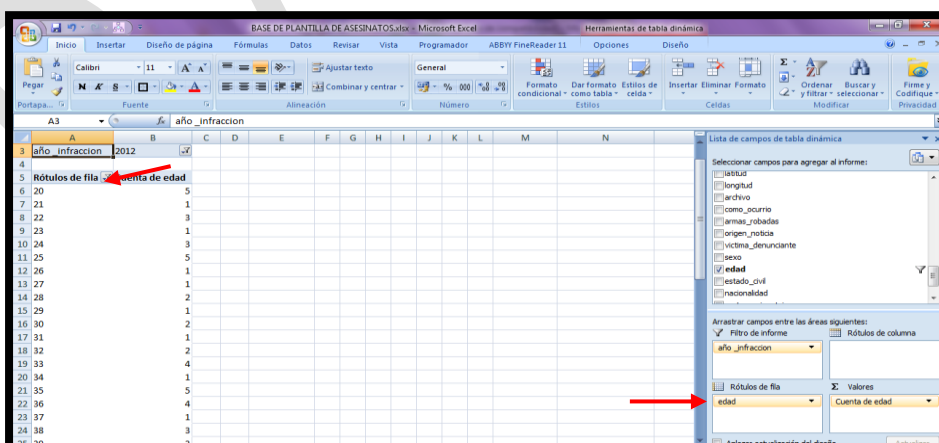 BASE DE PLANTILLA DE ASESINATOS.xlsx - Microsoft Excel
Herramientas de tabla dinámica
Inicio Insertar Diseño de página Fórmulas Datos Revisar Vista Programador ABBYY FineReader 11 Opciones Diseño
Pegar
Calibri 11 A A
N K S A
Ajustar texto
Combinar y centrar
General
% 000
Formato condicional
Dar formato como tabla
Estilos de celda
Insertar Eliminar Formato
Ordenar y filtrar
Buscar y seleccionar
Firme y Codifique
Portapa... Fuente Alineación Número Estilos Celdas Modificar Privacidad
A3 fx año _infraccion
A B C D E F G H I J K L M N
3 año _infraccion 2012
4
5 Rótulos de fila Cuenta de edad
6 20 5
7 21 1
8 22 3
9 23 1
10 24 3
11 25 5
12 26 1
13 27 1
14 28 2
15 29 1
16 30 2
17 31 1
18 32 2
19 33 4
20 34 1
21 35 5
22 36 4
23 37 1
24 38 3
Lista de campos de tabla dinámica
Seleccionar campos para agregar al informe:
latitud
longitud
archivo
como_ocurrio
armas_robadas
origen_noticia
victima_denunciante
sexo
edad
estado_civil
nacionalidad
Arrastrar campos entre las áreas siguientes:
Filtro de informe Rótulos de columna
año _infraccion
Rótulos de fila Σ Valores
edad Cuenta de edad